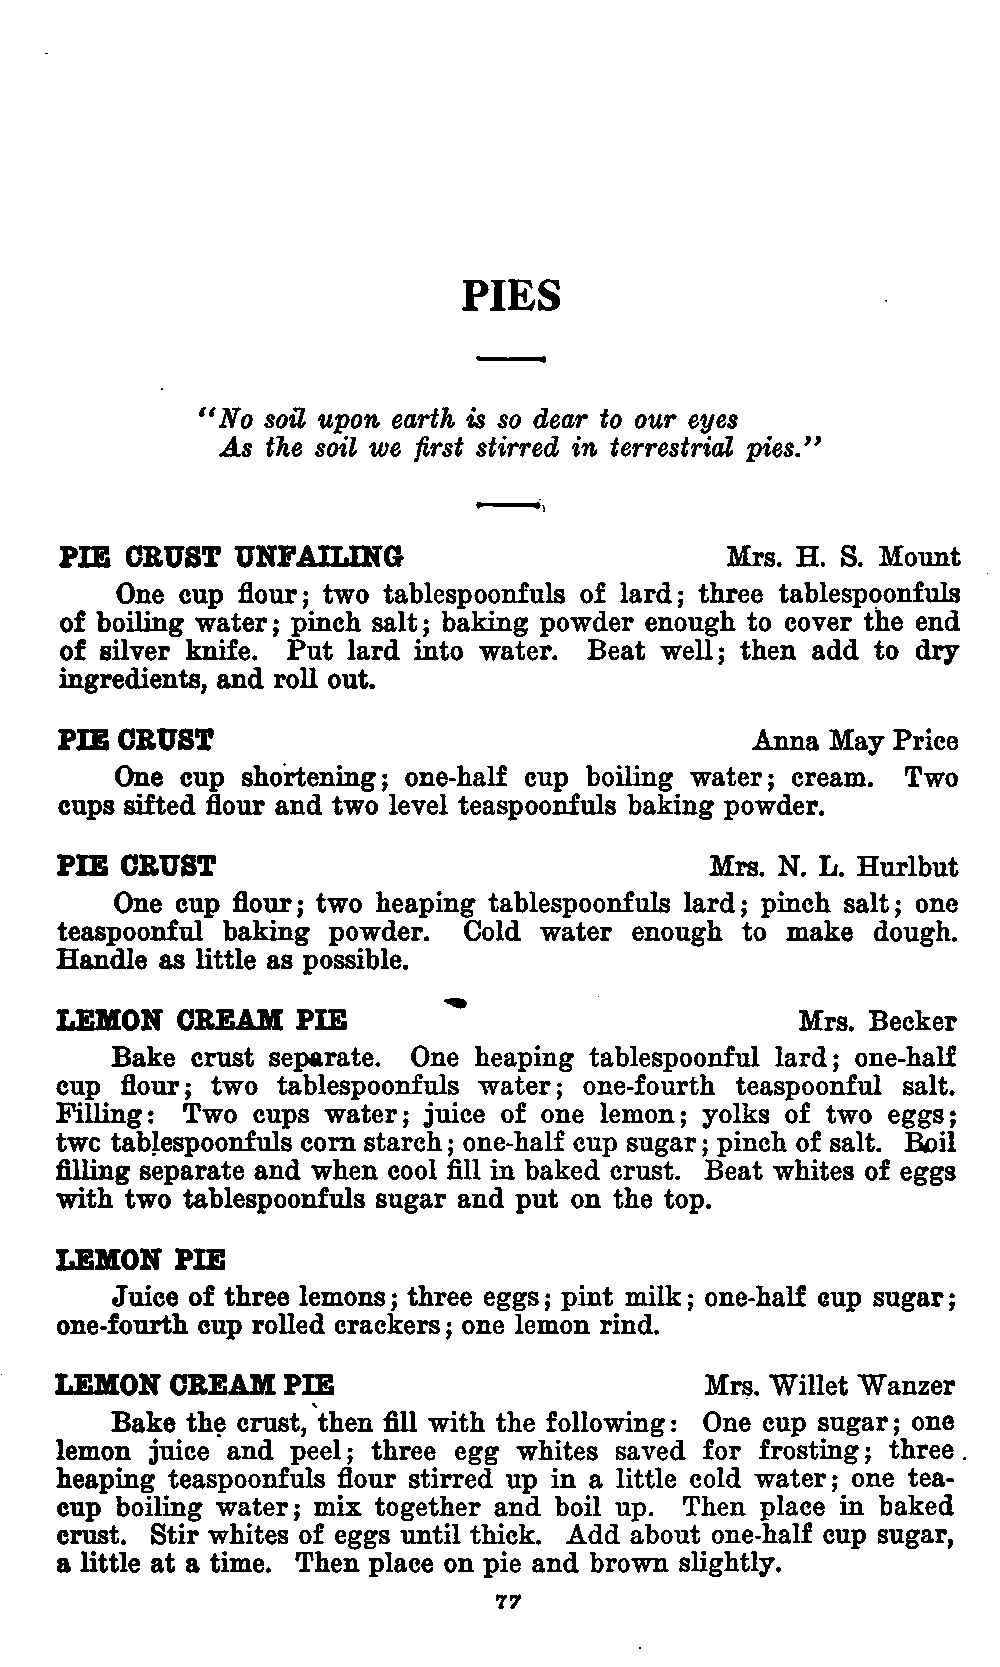 PIES
"No soil upon earth is so dear to our eyes
As the soil we first stirred in terrestrial pies."
PIE CRUST UNFAILING Mrs. H. S. Mount
One cup flour; two tablespoonfuls of lard; three tablespoonfuls
of boiling water; pinch salt; baking powder enough to cover the end
of silver knife. Put lard into water. Beat well; then add to dry
ingredients, and roll out.
PIE CRUST Anna May Price
One cup shortening; one-half cup boiling water; cream. Two
cups sifted flour and two level teaspoonfuls baking powder.
PIE CRUST Mrs. N. L. Hurlbut
One cup flour; two heaping tablespoonfuls lard; pinch salt; one
teaspoonful baking powder. Cold water enough to make dough.
Handle as little as possible.
LEMON CREAM PIE Mrs. Becker
Bake crust separate. One heaping tablespoonful lard; one-half
cup flour; two tablespoonfuls water; one-fourth teaspoonful salt.
Filling: Two cups water; juice of one lemon; yolks of two eggs;
two tablespoonfuls corn starch; one-half cup sugar; pinch of salt. Boil
filling separate and when cool fill in baked crust. Beat whites of eggs
with two tablespoonfuls sugar and put on the top.
LEMON PIE
Juice of three lemons; three eggs; pint milk; one-half cup sugar;
one-fourth cup rolled crackers; one lemon rind.
LEMON CREAM PIE Mrs. Willet Wanzer
Bake the crust, then fill with the following: One cup sugar; one
lemon juice and peel; three egg whites saved for frosting; three
heaping teaspoonfuls flour stirred up in a little cold water; one tea-
cup boiling water; mix together and boil up. Then place in baked
crust. Stir whites of eggs until thick. Add about one-half cup sugar,
a little at a time. Then place on pie and brown slightly.
77